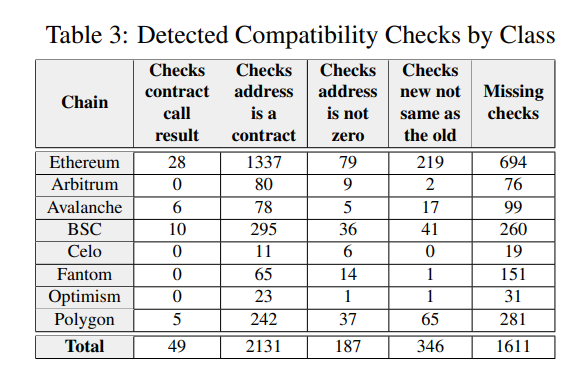 Table 3: Detected Compatibility Checks by Class
Chain | Checks contract call result | Checks address is a contract | Checks address is not zero | Checks new not same as the old | Missing checks
Ethereum | 28 | 1337 | 79 | 219 | 694
Arbitrum | 0 | 80 | 9 | 2 | 76
Avalanche | 6 | 78 | 5 | 17 | 99
BSC | 10 | 295 | 36 | 41 | 260
Celo | 0 | 11 | 6 | 0 | 19
Fantom | 0 | 65 | 14 | 1 | 151
Optimism | 0 | 23 | 1 | 1 | 31
Polygon | 5 | 242 | 37 | 65 | 281
Total | 49 | 2131 | 187 | 346 | 1611